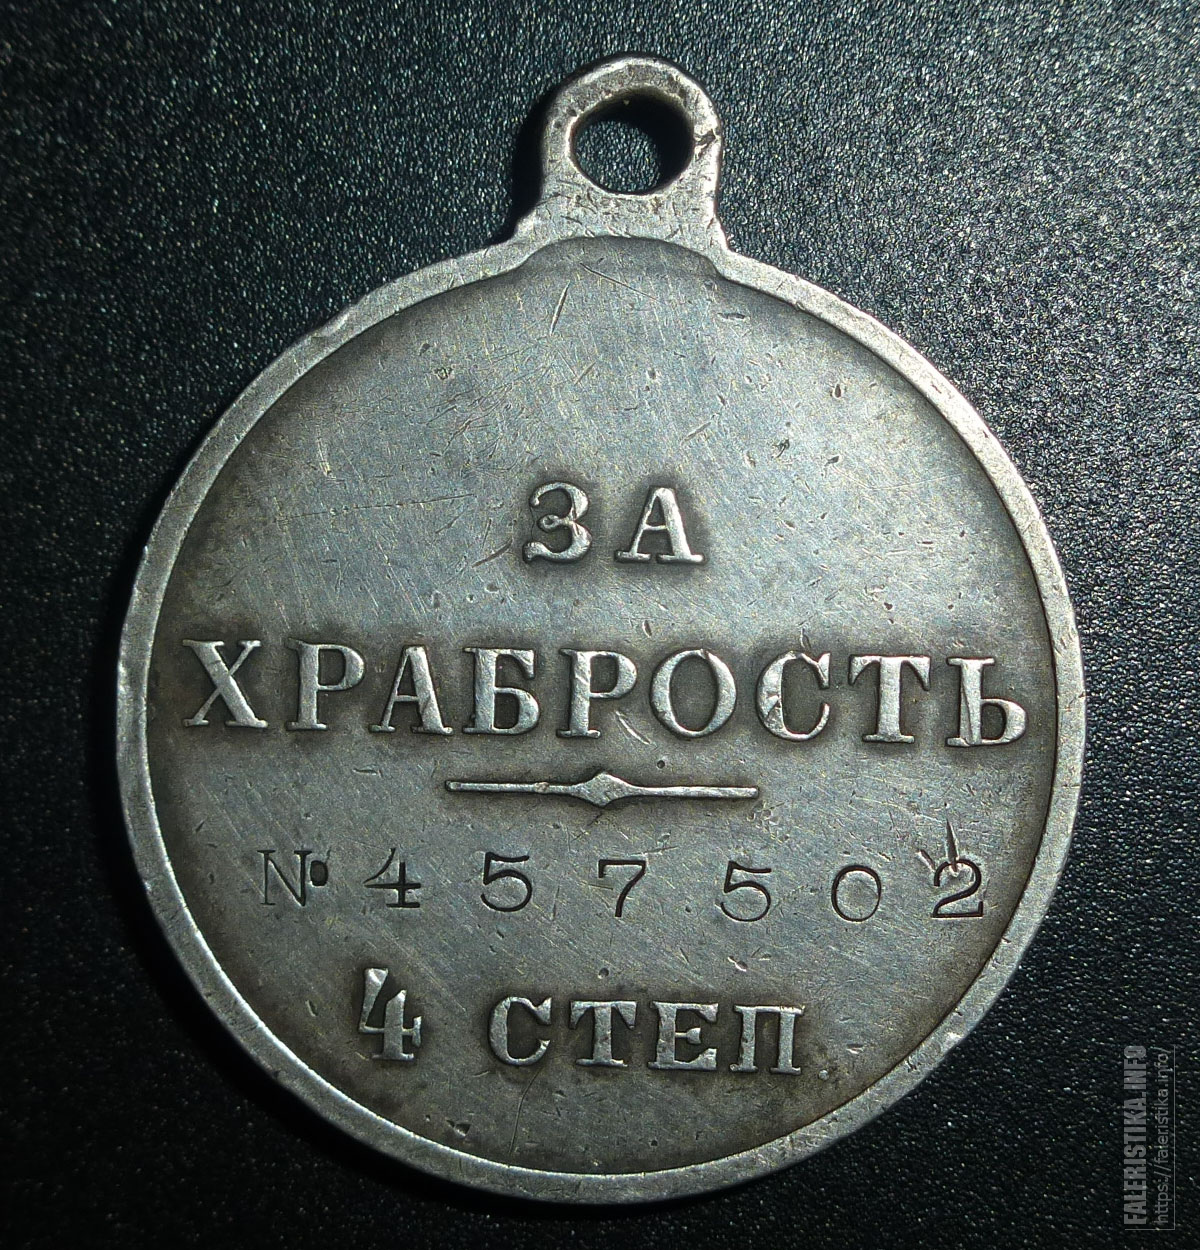 ЗА
ХРАБРОСТЬ
№ 457502
4 СТЕП.
FALERISTIKA.INFO
https://faleristika.info/